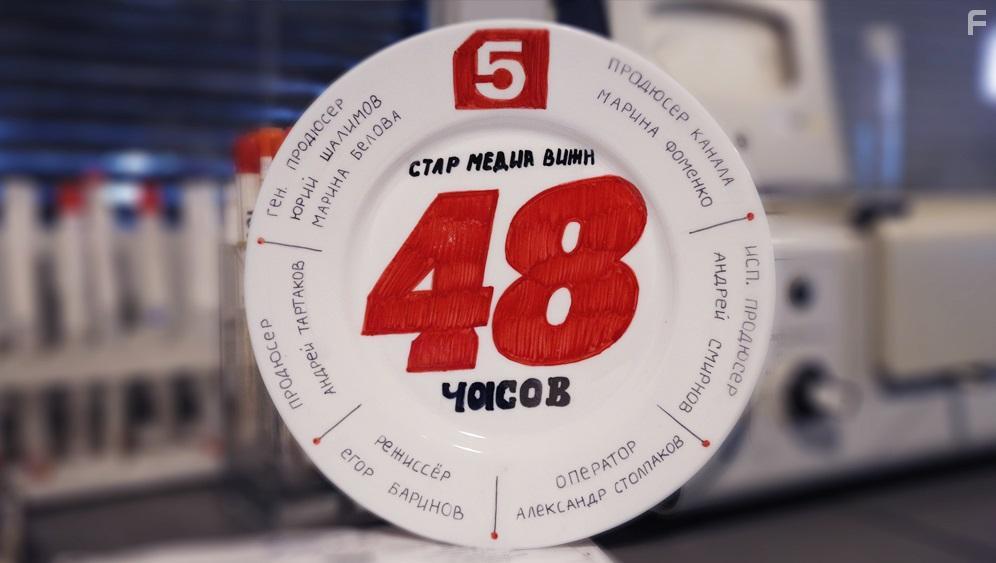 F
5
СТАР МЕДИА ВИЖН
48
ЧАСОВ
ГЕН. ПРОДЮСЕР
ЮРИЙ ШАЛИМОВ
МАРИНА БЕЛОВА
ПРОДЮСЕР КАНАЛА
МАРИНА ФОМЕНКО
ИСП. ПРОДЮСЕР
АНДРЕЙ СМИРНОВ
ОПЕРАТОР
АЛЕКСАНДР СТОЛПАКОВ
РЕЖИССЁР
ЕГОР БАРИНОВ
ПРОДЮСЕР
АНДРЕЙ ТАРТАКОВ